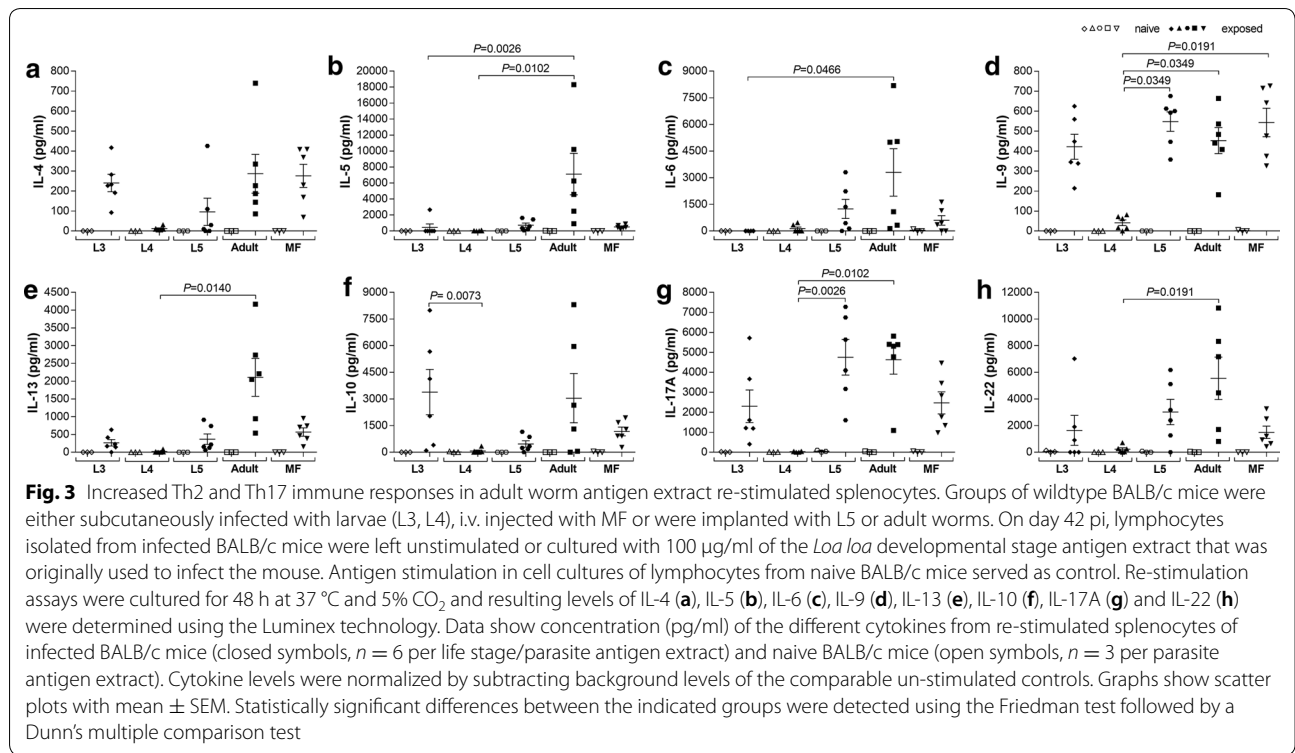 naive exposed
a
IL-4 (pg/ml)
800
700
600
500
400
300
200
100
0
L3 L4 L5 Adult MF
b
P=0.0026
P=0.0102
IL-5 (pg/ml)
20000
18000
16000
14000
12000
10000
8000
6000
4000
2000
0
L3 L4 L5 Adult MF
c
P=0.0466
IL-6 (pg/ml)
9000
7500
6000
4500
3000
1500
0
L3 L4 L5 Adult MF
d
P=0.0191
P=0.0349
P=0.0349
IL-9 (pg/ml)
900
800
700
600
500
400
300
200
100
0
L3 L4 L5 Adult MF
e
P=0.0140
IL-13 (pg/ml)
4500
4000
3500
3000
2500
2000
1500
1000
500
0
L3 L4 L5 Adult MF
f
P= 0.0073
IL-10 (pg/ml)
9000
7500
6000
4500
3000
1500
0
L3 L4 L5 Adult MF
g
P=0.0102
P=0.0026
IL-17A (pg/ml)
8000
7000
6000
5000
4000
3000
2000
1000
0
L3 L4 L5 Adult MF
h
P=0.0191
IL-22 (pg/ml)
12000
10000
8000
6000
4000
2000
0
L3 L4 L5 Adult MF
Fig. 3 Increased Th2 and Th17 immune responses in adult worm antigen extract re-stimulated splenocytes. Groups of wildtype BALB/c mice were
either subcutaneously infected with larvae (L3, L4), i.v. injected with MF or were implanted with L5 or adult worms. On day 42 pi, lymphocytes
isolated from infected BALB/c mice were left unstimulated or cultured with 100 µg/ml of the Loa loa developmental stage antigen extract that was
originally used to infect the mouse. Antigen stimulation in cell cultures of lymphocytes from naive BALB/c mice served as control. Re-stimulation
assays were cultured for 48 h at 37 °C and 5% CO₂ and resulting levels of IL-4 (a), IL-5 (b), IL-6 (c), IL-9 (d), IL-13 (e), IL-10 (f), IL-17A (g) and IL-22 (h)
were determined using the Luminex technology. Data show concentration (pg/ml) of the different cytokines from re-stimulated splenocytes of
infected BALB/c mice (closed symbols, n = 6 per life stage/parasite antigen extract) and naive BALB/c mice (open symbols, n = 3 per parasite
antigen extract). Cytokine levels were normalized by subtracting background levels of the comparable un-stimulated controls. Graphs show scatter
plots with mean ± SEM. Statistically significant differences between the indicated groups were detected using the Friedman test followed by a
Dunn's multiple comparison test